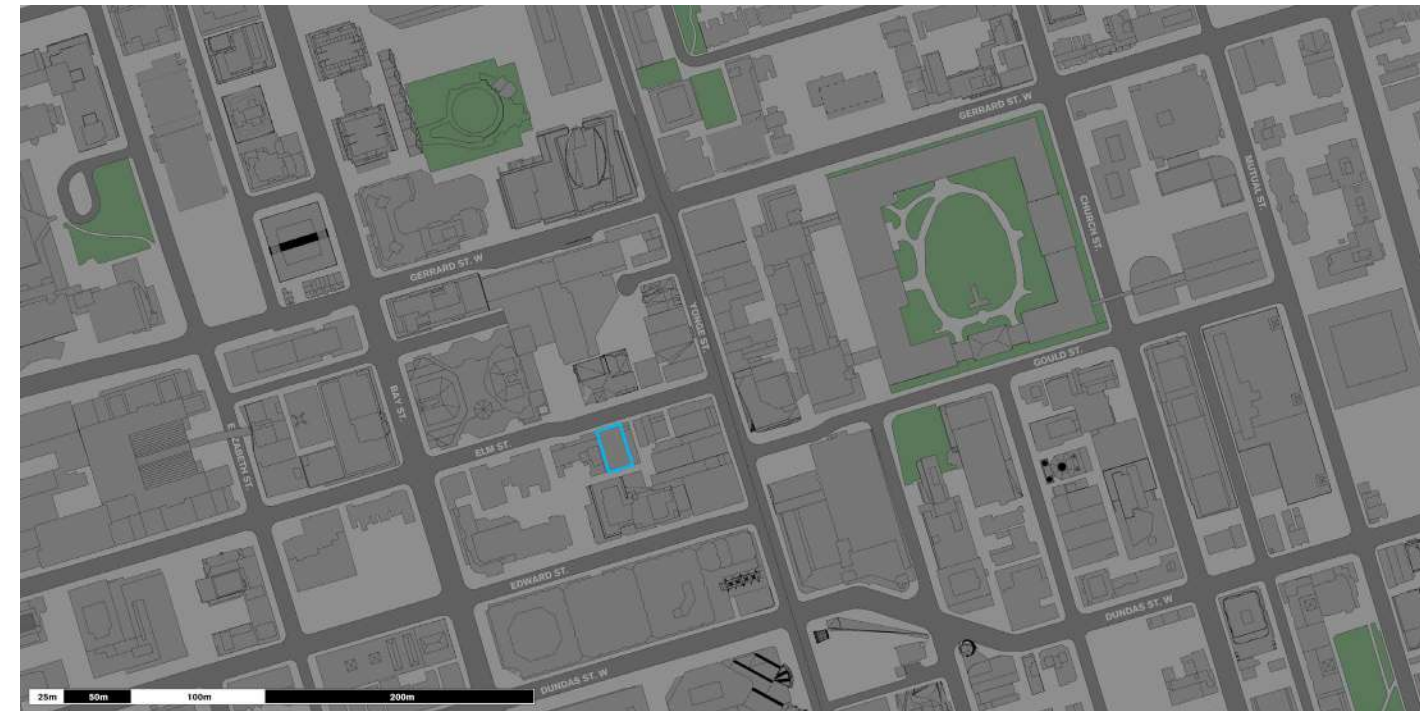 GERRARD ST. W
MUTUAL ST.
CHURCH ST.
GERRARD ST. W
YONGE ST.
GOULD ST.
BAY ST.
ELIZABETH ST.
ELM ST.
EDWARD ST.
DUNDAS ST. W
DUNDAS ST. W
25m 50m 100m 200m